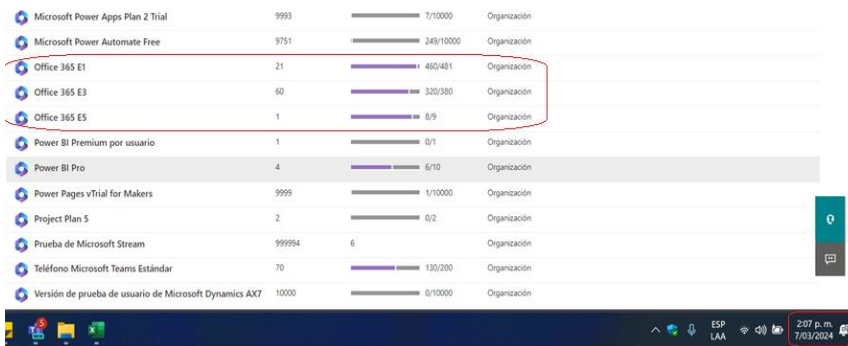 Microsoft Power Apps Plan 2 Trial 9993 7/10000 Organización
Microsoft Power Automate Free 9751 249/10000 Organización
Office 365 E1 21 460/481 Organización
Office 365 E3 60 320/380 Organización
Office 365 E5 1 8/9 Organización
Power BI Premium por usuario 1 0/1 Organización
Power BI Pro 4 6/10 Organización
Power Pages vTrial for Makers 9999 1/10000 Organización
Project Plan 5 2 0/2 Organización
Prueba de Microsoft Stream 999994 6 Organización
Teléfono Microsoft Teams Estándar 70 130/200 Organización
Versión de prueba de usuario de Microsoft Dynamics AX7 10000 0/10000 Organización
5
ESP 2:07 p. m.
LAA 7/03/2024